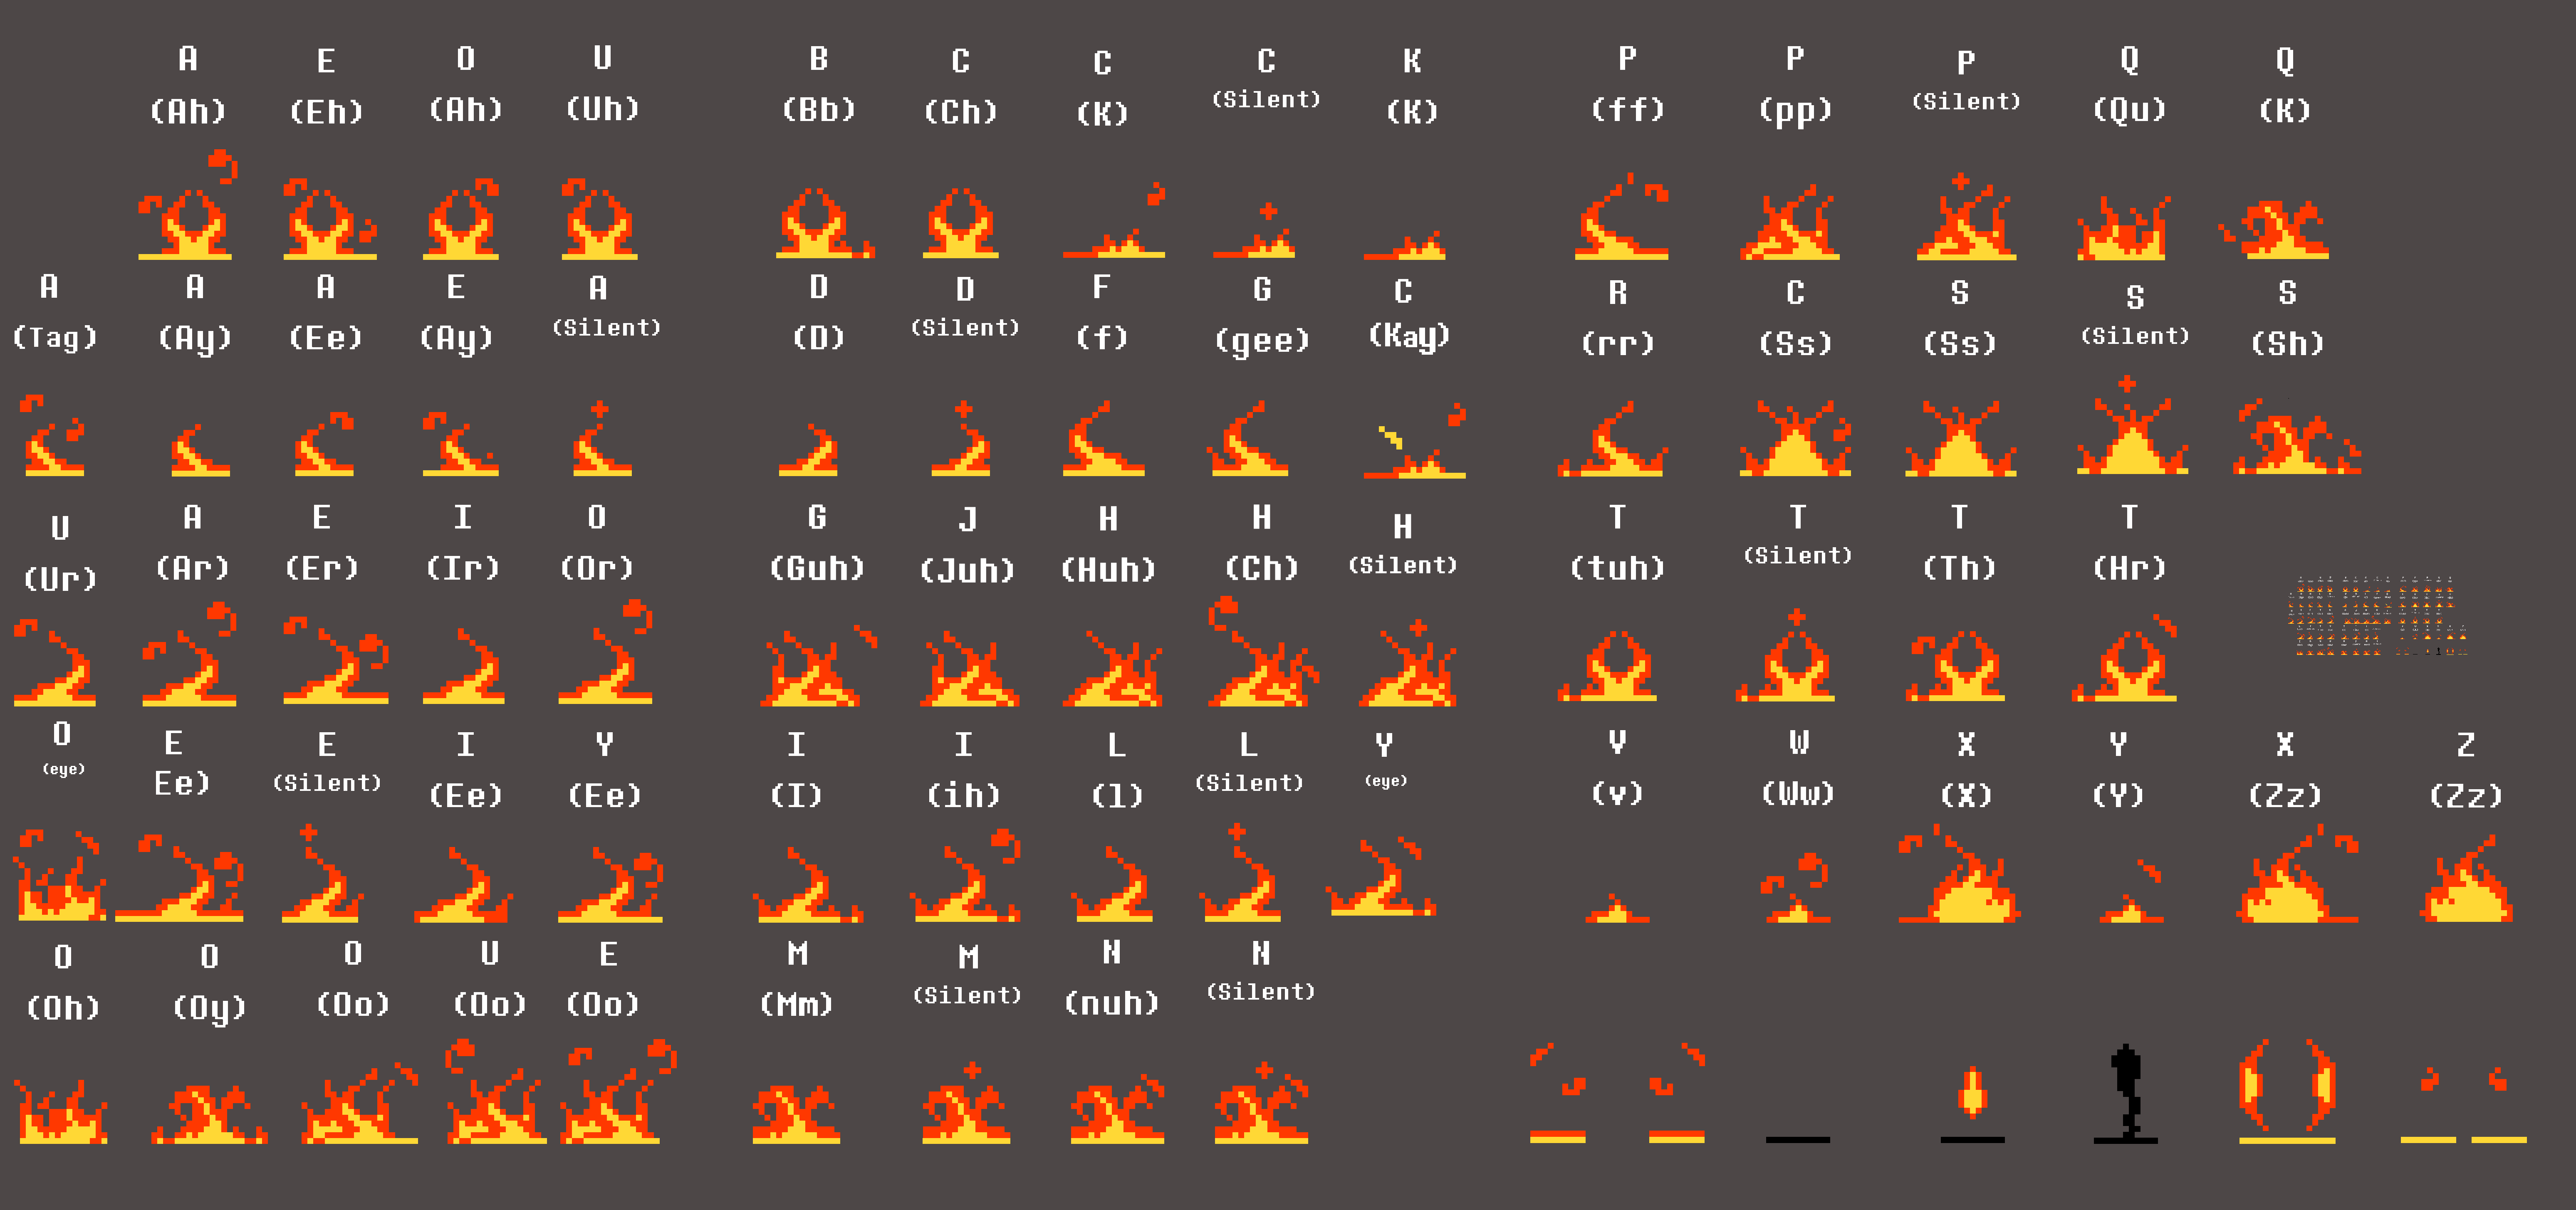 A E O U B C C C K P P P Q Q
(Ah) (Eh) (Ah) (Uh) (Bb) (Ch) (K) (Silent) (K) (ff) (pp) (Silent) (Qu) (K)
A A A E A D D F G C R C S S S
(Tag) (Ay) (Ee) (Ay) (Silent) (D) (Silent) (f) (gee) (Kay) (rr) (Ss) (Ss) (Silent) (Sh)
U A E I O G J H H H T T T T
(Ur) (Ar) (Er) (Ir) (Or) (Guh) (Juh) (Huh) (Ch) (Silent) (tuh) (Silent) (Th) (Hr)
O E E I Y I I L L Y V W X Y X Z
(eye) Ee) (Silent) (Ee) (Ee) (I) (ih) (l) (Silent) (eye) (v) (Ww) (X) (Y) (Zz) (Zz)
O O O U E M M N N
(Oh) (Oy) (Oo) (Oo) (Oo) (Mm) (Silent) (nuh) (Silent)